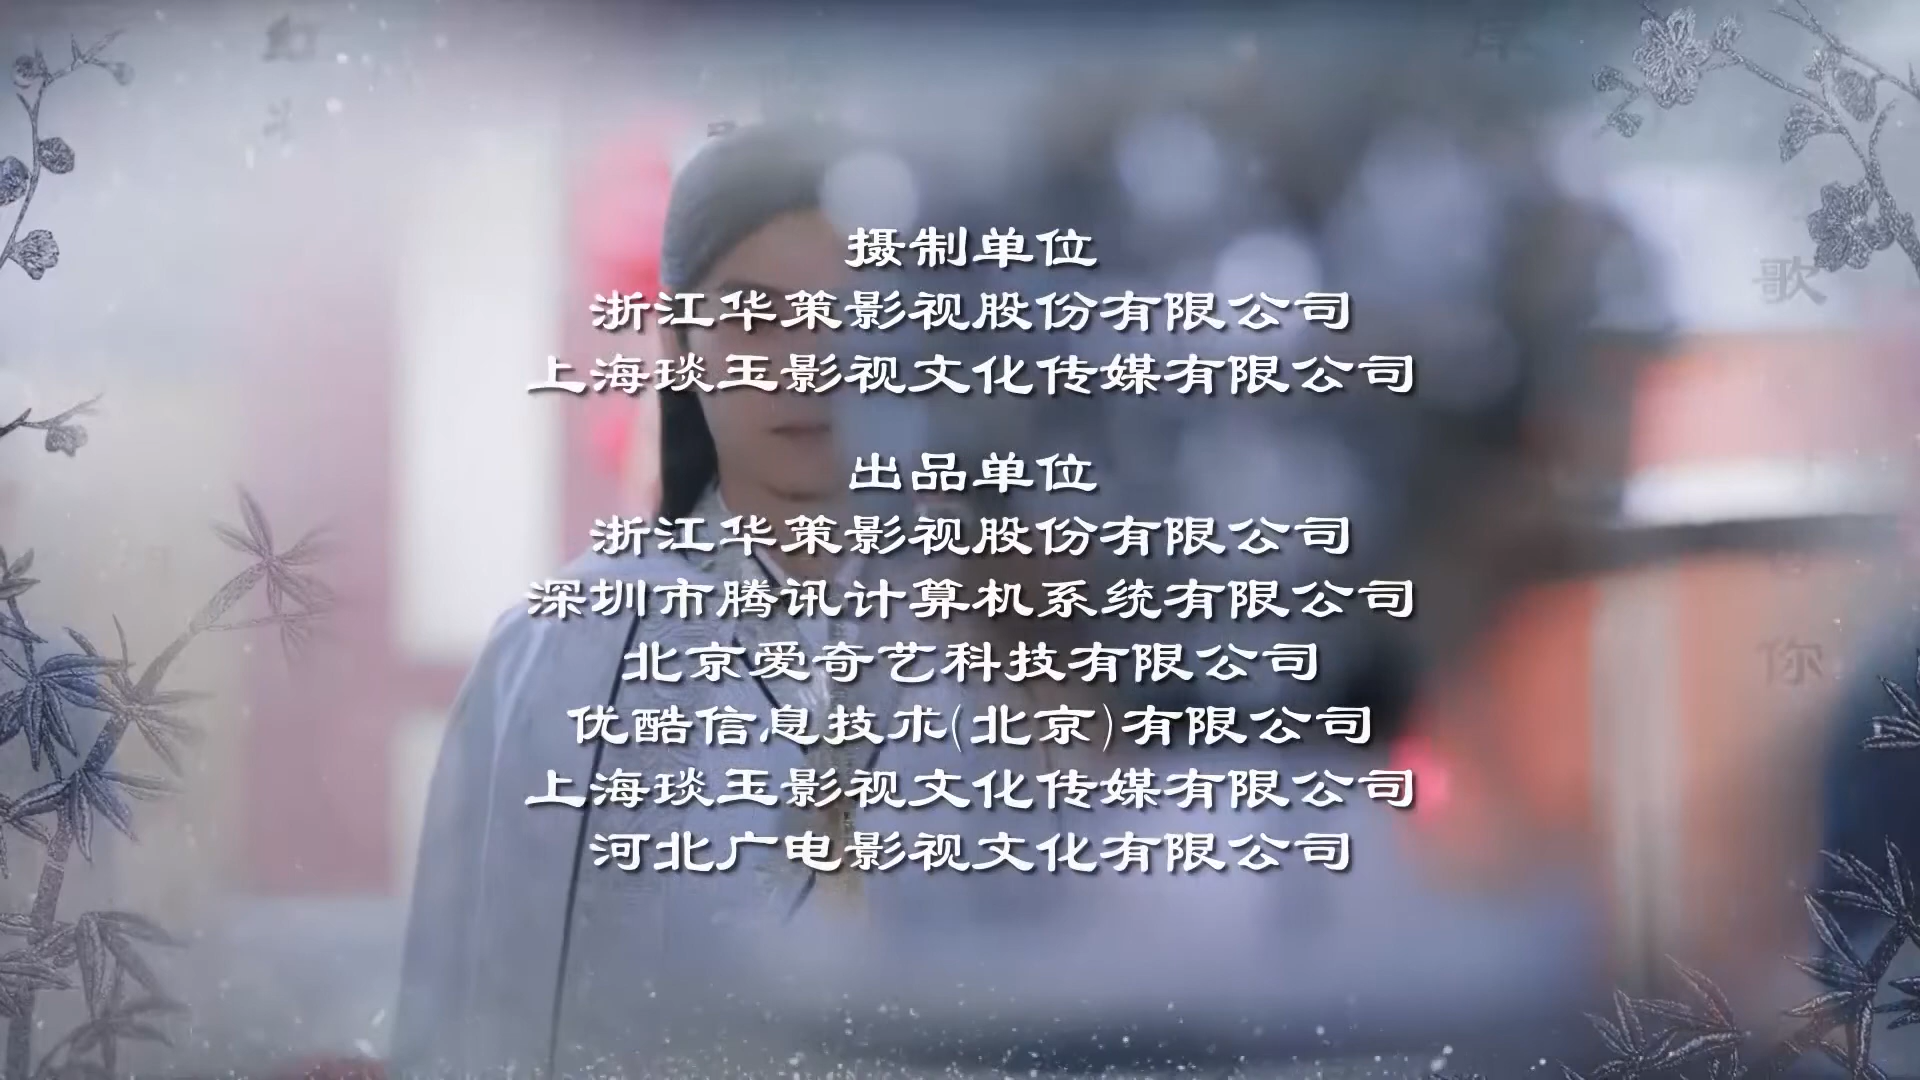 摄制单位
浙江华策影视股份有限公司
上海琰玉影视文化传媒有限公司
出品单位
浙江华策影视股份有限公司
深圳市腾讯计算机系统有限公司
北京爱奇艺科技有限公司
优酷信息技术(北京)有限公司
上海琰玉影视文化传媒有限公司
河北广电影视文化有限公司
歌
你